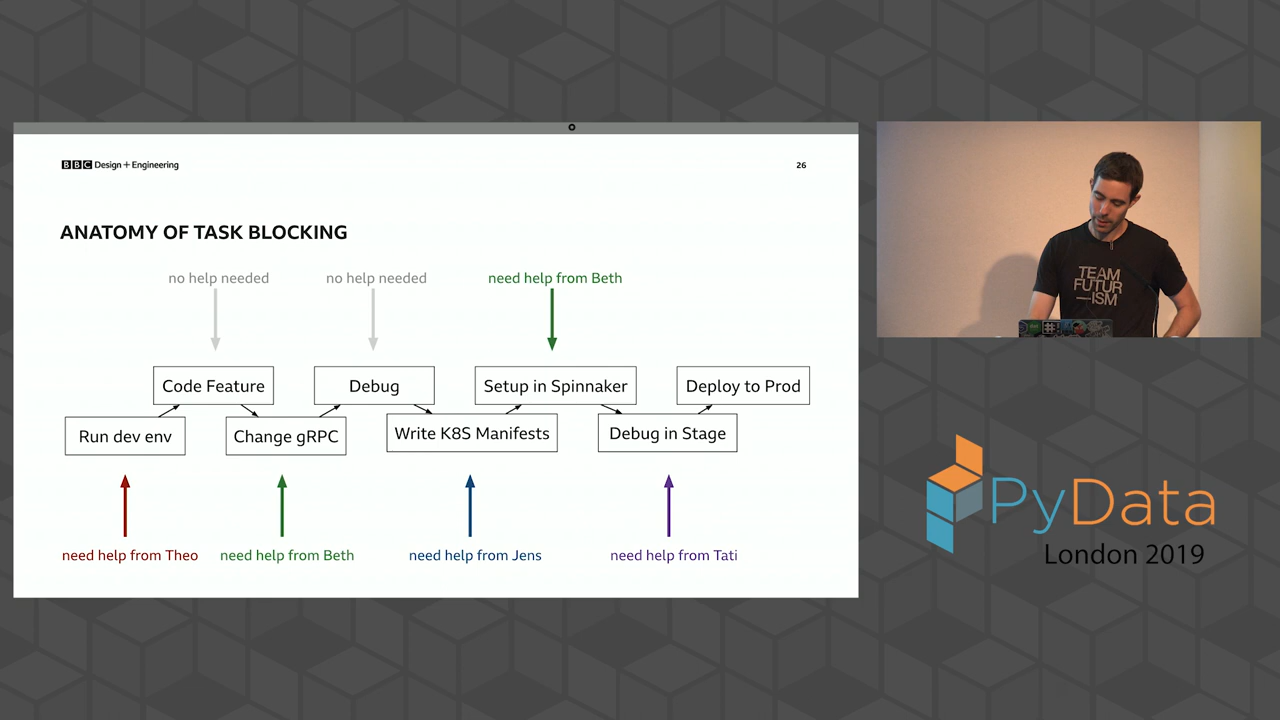 BBC Design + Engineering
26
ANATOMY OF TASK BLOCKING
no help needed
no help needed
need help from Beth
Code Feature
Debug
Setup in Spinnaker
Deploy to Prod
Run dev env
Change gRPC
Write K8S Manifests
Debug in Stage
need help from Theo
need help from Beth
need help from Jens
need help from Tati
TEAM
FUTUR
—ISM
PyData
London 2019